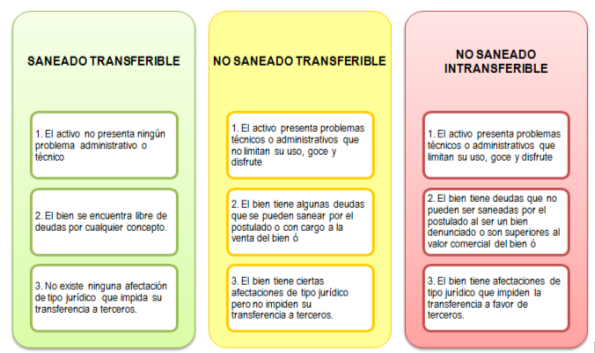 SANEADO TRANSFERIBLE
1. El activo no presenta ningún
problema administrativo o
técnico
2. El bien se encuentra libre de
deudas por cualquier concepto.
3. No existe ninguna afectación
de tipo jurídico que impida su
transferencia a terceros.
NO SANEADO TRANSFERIBLE
1. El activo presenta problemas
técnicos o administrativos que
no limitan su uso, goce y
disfrute
2. El bien tiene algunas deudas
que se pueden sanear por el
postulado o con cargo a la
venta del bien ó
3. El bien tiene ciertas
afectaciones de tipo jurídico
pero no impiden su
transferencia a terceros.
NO SANEADO
INTRANSFERIBLE
1. El activo presenta problemas
técnicos o administrativos que
limitan su uso, goce y disfrute
2. El bien tiene deudas que no
pueden ser saneadas por el
postulado al ser un bien
denunciado o son superiores al
valor comercial del bien ó
3. El bien tiene afectaciones de
tipo jurídico que impiden la
transferencia a favor de
terceros.